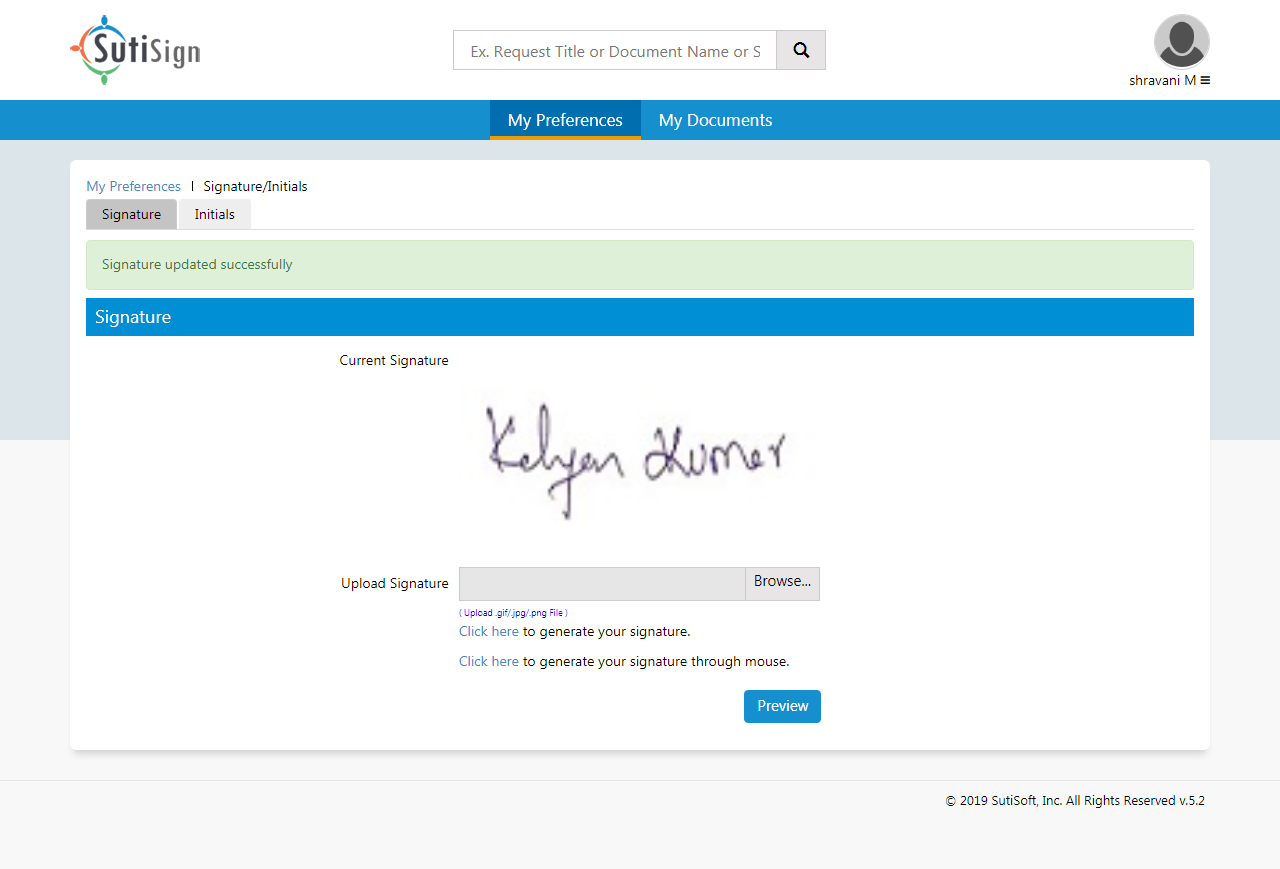 SutiSign
Ex. Request Title or Document Name or S
shravani M
My Preferences My Documents
My Preferences Signature/Initials
Signature Initials
Signature updated successfully
Signature
Current Signature
Kalyan Kumar
Upload Signature Browse...
( Upload .gif/.jpg/.png File )
Click here to generate your signature.
Click here to generate your signature through mouse.
Preview
© 2019 SutiSoft, Inc. All Rights Reserved v.5.2